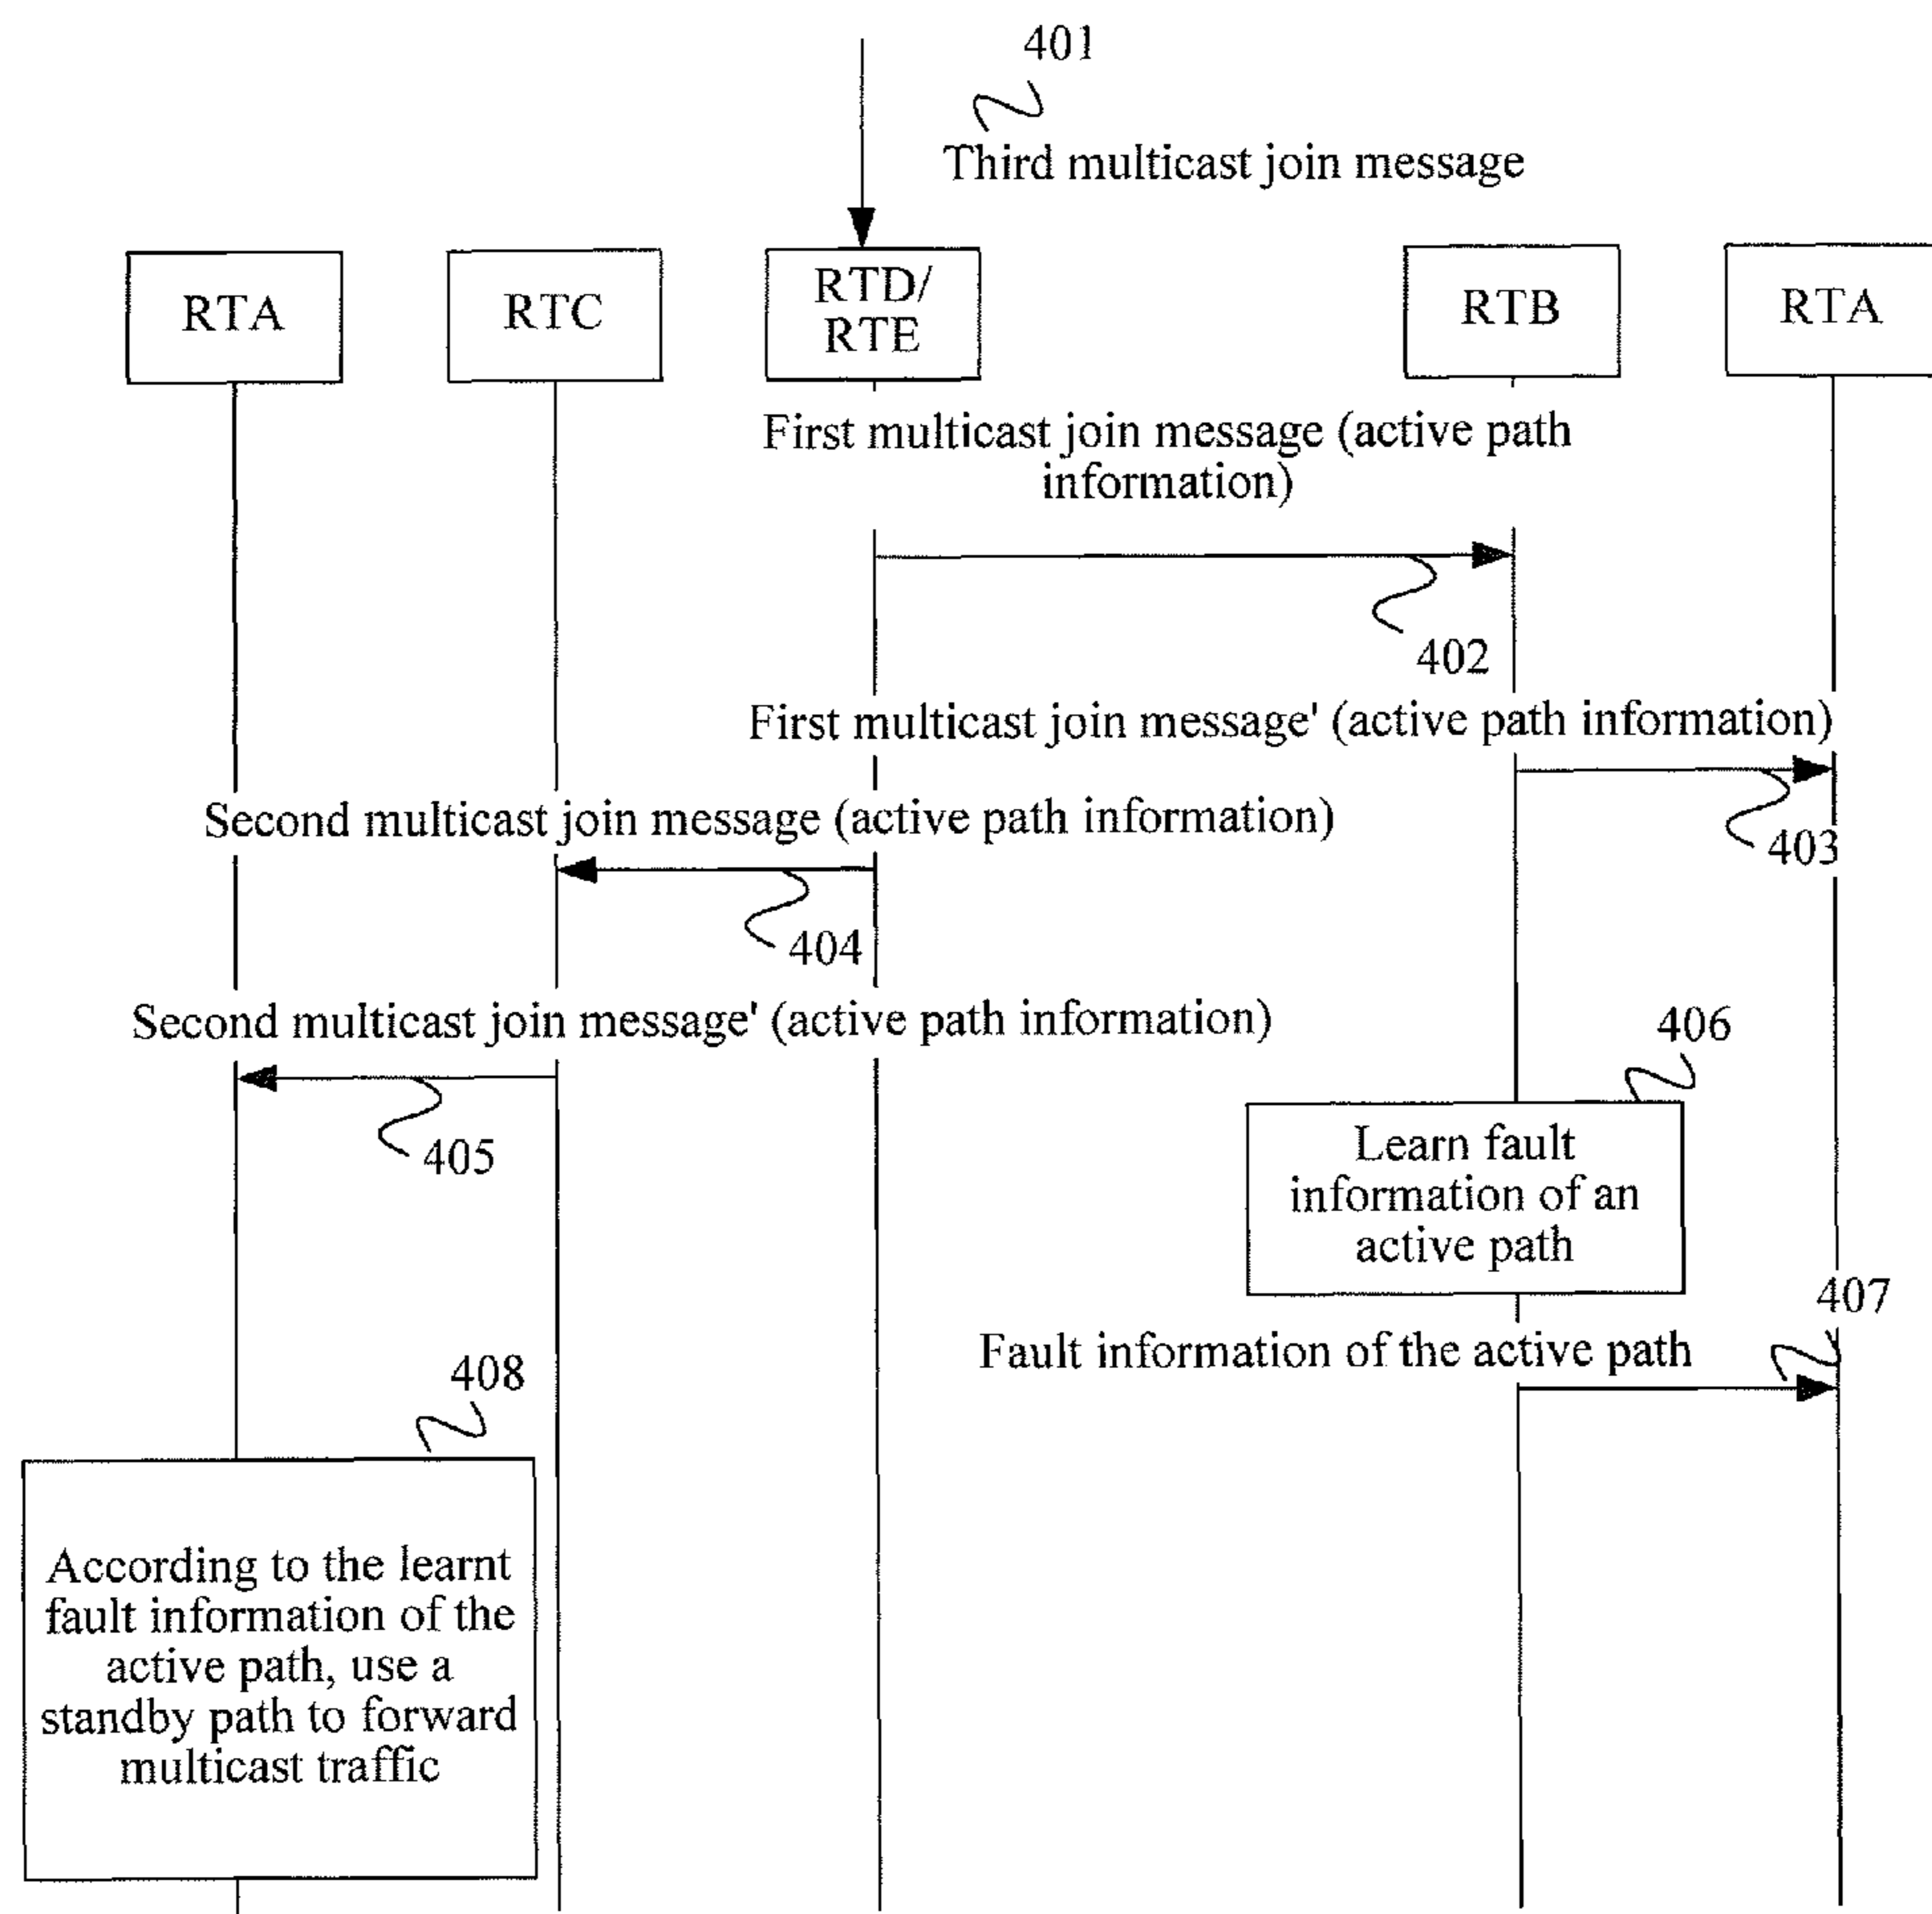 401
Third multicast join message
RTA
RTC
RTD/
RTE
RTB
RTA
First multicast join message (active path
information)
402
First multicast join message' (active path information)
403
Second multicast join message (active path information)
404
Second multicast join message' (active path information)
405
406
Learn fault
information of an
active path
407
Fault information of the active path
408
According to the learnt
fault information of the
active path, use a
standby path to forward
multicast traffic